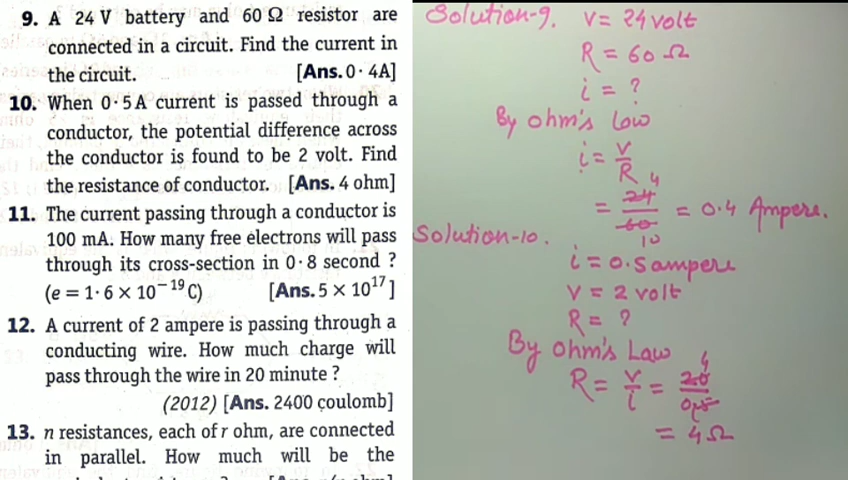 9. A 24 V battery and 60 Ω resistor are
connected in a circuit. Find the current in
the circuit. [Ans. 0·4A]
10. When 0·5 A current is passed through a
conductor, the potential difference across
the conductor is found to be 2 volt. Find
the resistance of conductor. [Ans. 4 ohm]
11. The current passing through a conductor is
100 mA. How many free electrons will pass
through its cross-section in 0·8 second ?
(e = 1·6 × 10⁻¹⁹ C) [Ans. 5 × 10¹⁷]
12. A current of 2 ampere is passing through a
conducting wire. How much charge will
pass through the wire in 20 minute ?
(2012) [Ans. 2400 coulomb]
13. n resistances, each of r ohm, are connected
in parallel. How much will be the
Solution-9. V = 24 volt
R = 60 Ω
i = ?
By ohm's low
i = V/R
= 24/60 = 0.4 Ampere.
4
10
Solution-10.
i = 0.5 ampere
V = 2 volt
R = ?
By Ohm's Law
R = V/i = 20/0.5
4
= 4 Ω